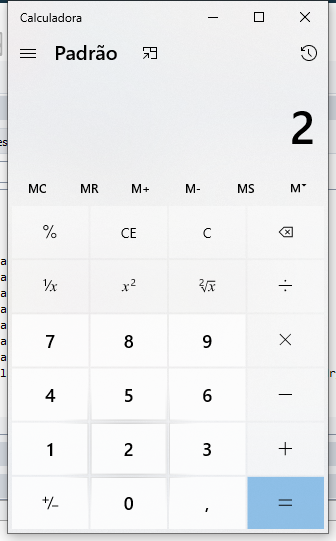 Calculadora
Padrão
2
MC MR M+ M- MS M˅
% CE C
¹/x x² ²√x ÷
7 8 9 ×
4 5 6 −
1 2 3 +
+/− 0 , =